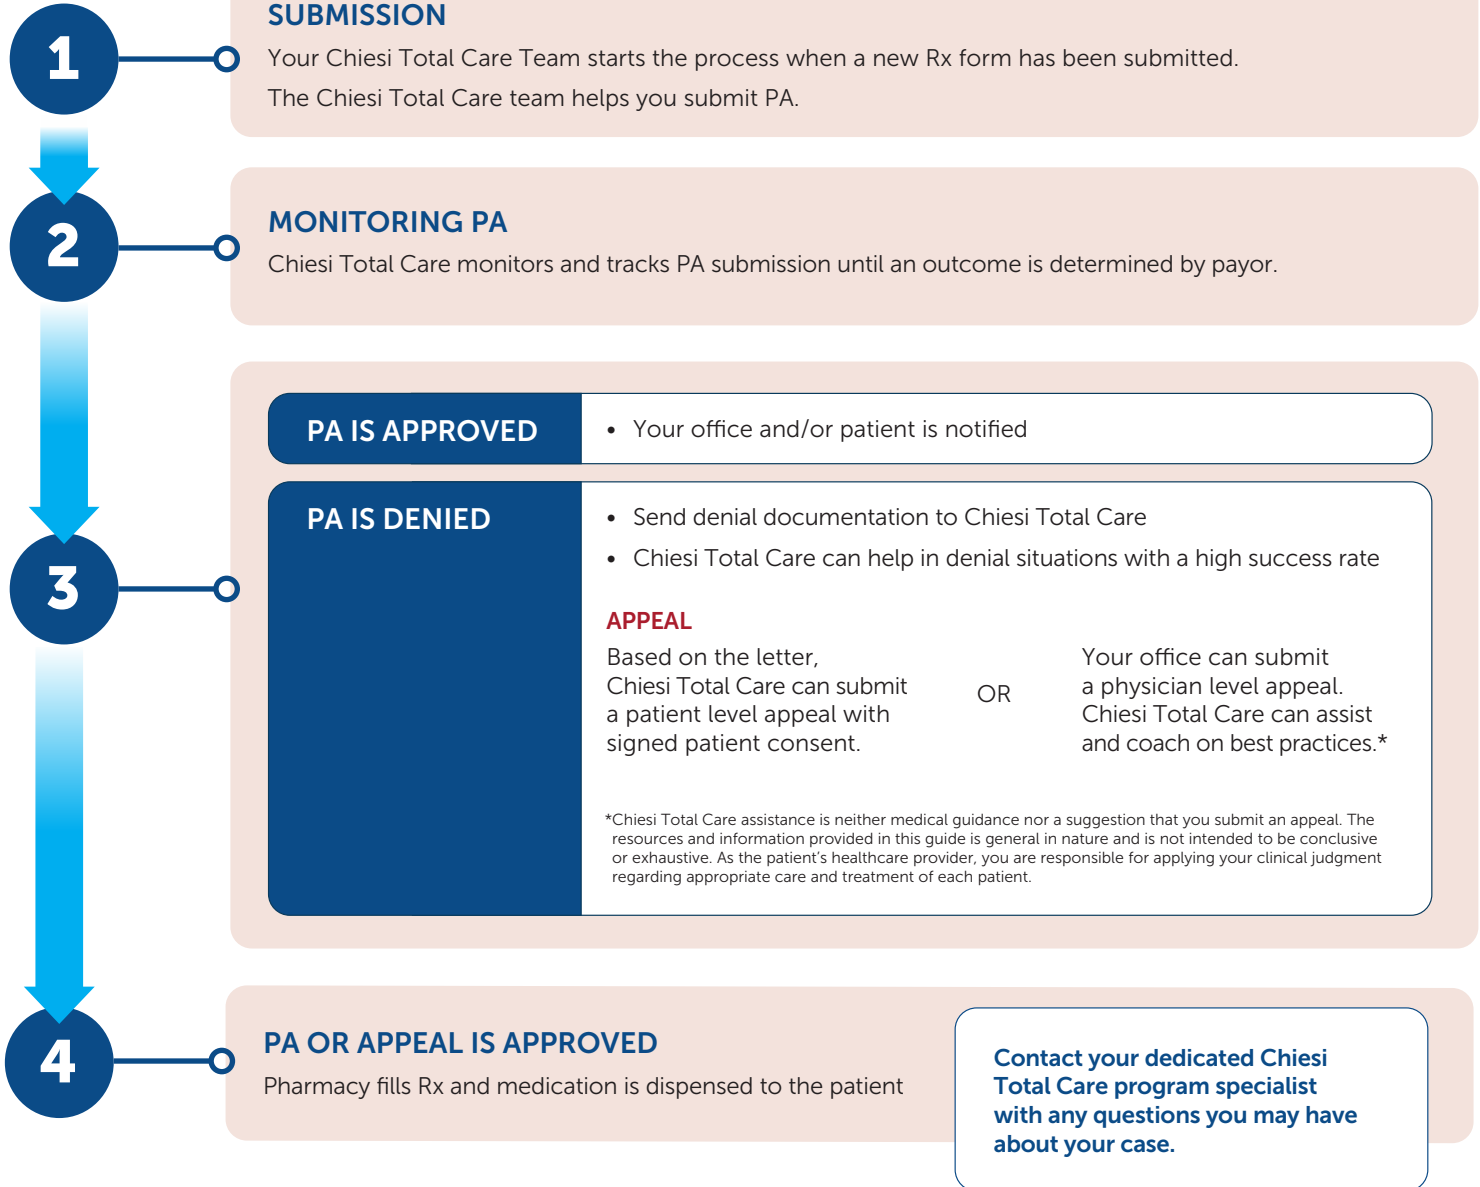 1
SUBMISSION
Your Chiesi Total Care Team starts the process when a new Rx form has been submitted.
The Chiesi Total Care team helps you submit PA.
2
MONITORING PA
Chiesi Total Care monitors and tracks PA submission until an outcome is determined by payor.
3
PA IS APPROVED
• Your office and/or patient is notified
PA IS DENIED
• Send denial documentation to Chiesi Total Care
• Chiesi Total Care can help in denial situations with a high success rate
APPEAL
Based on the letter,
Chiesi Total Care can submit
a patient level appeal with
signed patient consent.
OR
Your office can submit
a physician level appeal.
Chiesi Total Care can assist
and coach on best practices.*
*Chiesi Total Care assistance is neither medical guidance nor a suggestion that you submit an appeal. The
resources and information provided in this guide is general in nature and is not intended to be conclusive
or exhaustive. As the patient’s healthcare provider, you are responsible for applying your clinical judgment
regarding appropriate care and treatment of each patient.
4
PA OR APPEAL IS APPROVED
Pharmacy fills Rx and medication is dispensed to the patient
Contact your dedicated Chiesi
Total Care program specialist
with any questions you may have
about your case.